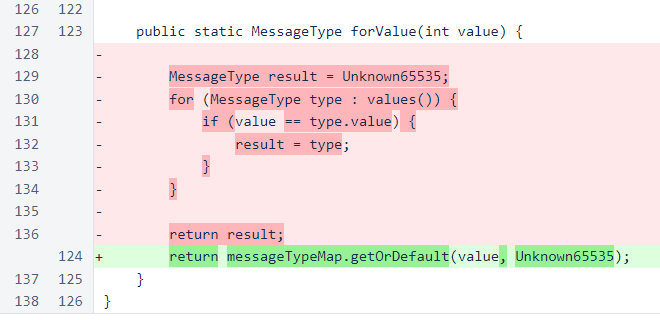 126 122
127 123 public static MessageType forValue(int value) {
128 -
129 - MessageType result = Unknown65535;
130 - for (MessageType type : values()) {
131 - if (value == type.value) {
132 - result = type;
133 - }
134 - }
135 -
136 - return result;
124 + return messageTypeMap.getOrDefault(value, Unknown65535);
137 125 }
138 126 }